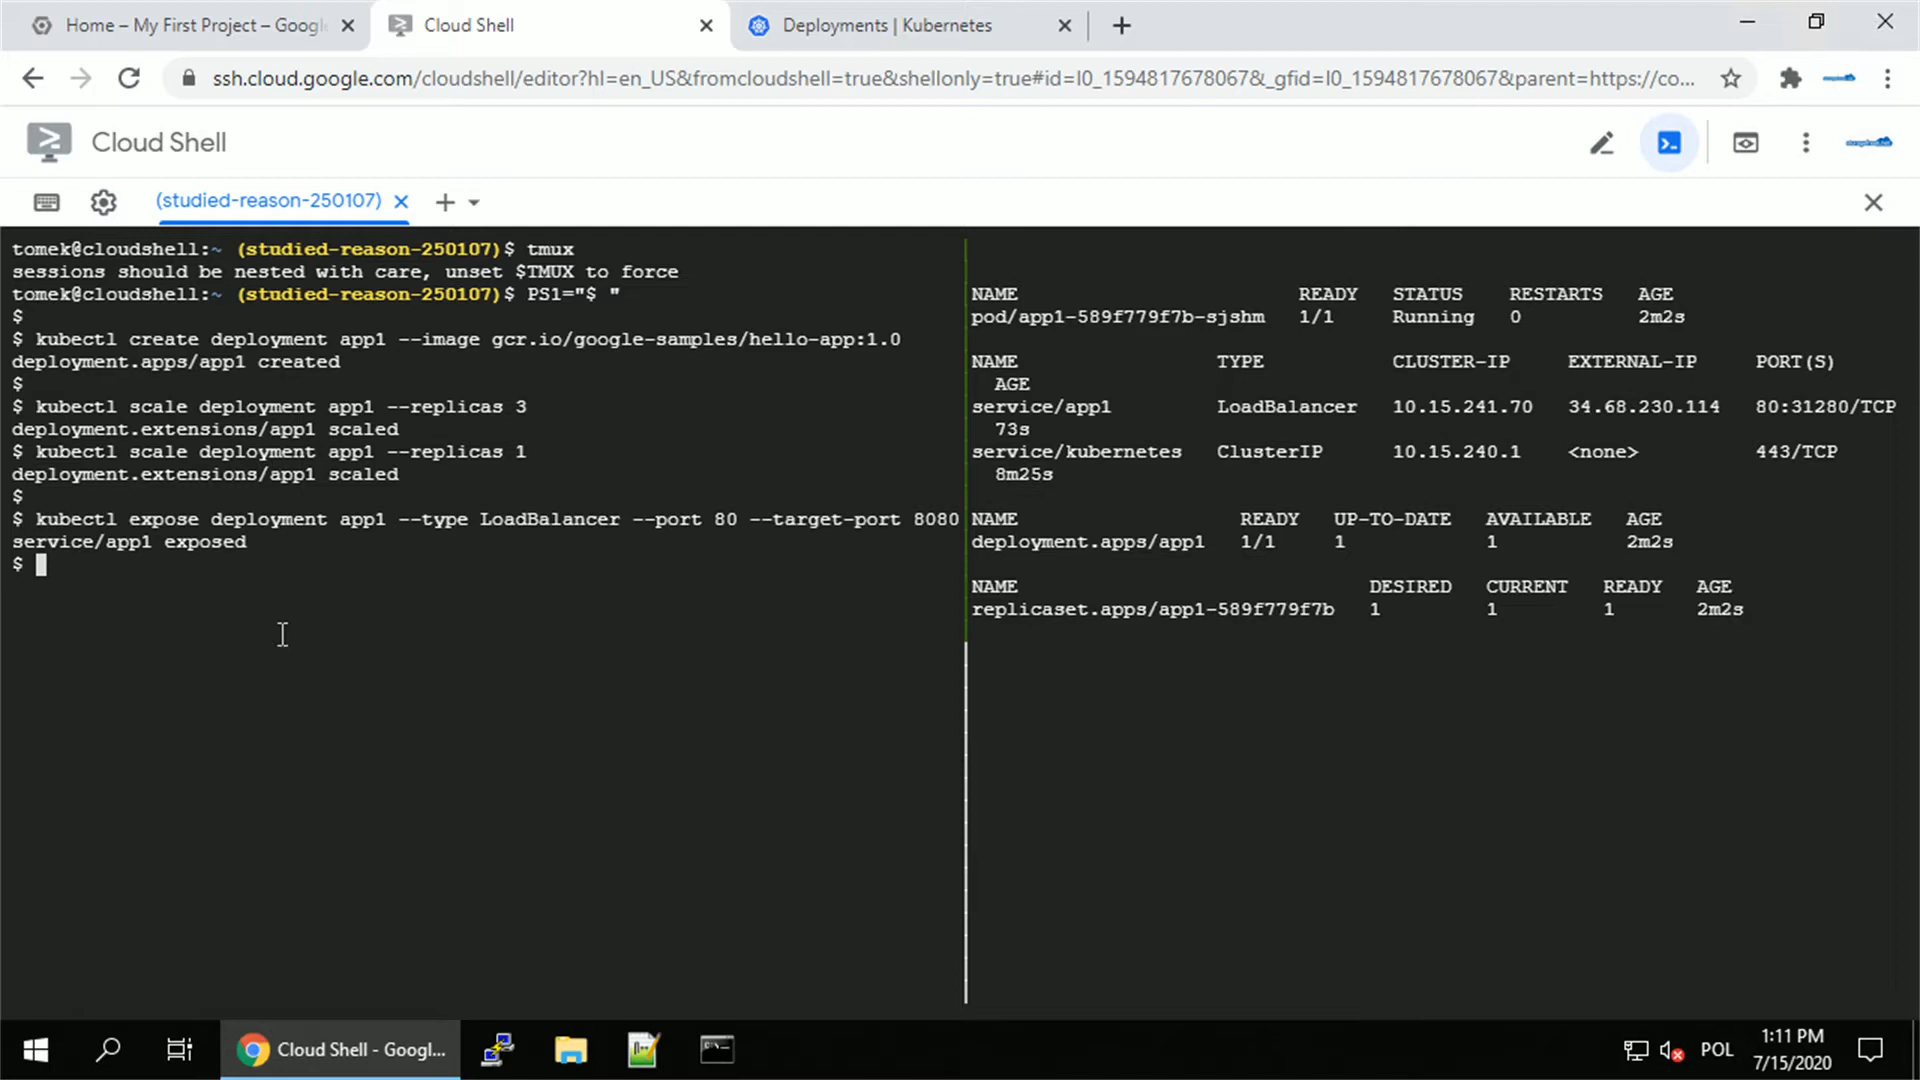 Home – My First Project – Googl
Cloud Shell
Deployments | Kubernetes
ssh.cloud.google.com/cloudshell/editor?hl=en_US&fromcloudshell=true&shellonly=true#id=I0_1594817678067&_gfid=I0_1594817678067&parent=https://co...
Cloud Shell
(studied-reason-250107)
tomek@cloudshell:~ (studied-reason-250107)$ tmux
sessions should be nested with care, unset $TMUX to force
tomek@cloudshell:~ (studied-reason-250107)$ PS1="$ "
$
$ kubectl create deployment app1 --image gcr.io/google-samples/hello-app:1.0
deployment.apps/app1 created
$
$ kubectl scale deployment app1 --replicas 3
deployment.extensions/app1 scaled
$ kubectl scale deployment app1 --replicas 1
deployment.extensions/app1 scaled
$
$ kubectl expose deployment app1 --type LoadBalancer --port 80 --target-port 8080
service/app1 exposed
$
NAME READY STATUS RESTARTS AGE
pod/app1-589f779f7b-sjshm 1/1 Running 0 2m2s
NAME TYPE CLUSTER-IP EXTERNAL-IP PORT(S)
AGE
service/app1 LoadBalancer 10.15.241.70 34.68.230.114 80:31280/TCP
73s
service/kubernetes ClusterIP 10.15.240.1 <none> 443/TCP
8m25s
NAME READY UP-TO-DATE AVAILABLE AGE
deployment.apps/app1 1/1 1 1 2m2s
NAME DESIRED CURRENT READY AGE
replicaset.apps/app1-589f779f7b 1 1 1 2m2s
Cloud Shell - Googl...
POL
1:11 PM
7/15/2020